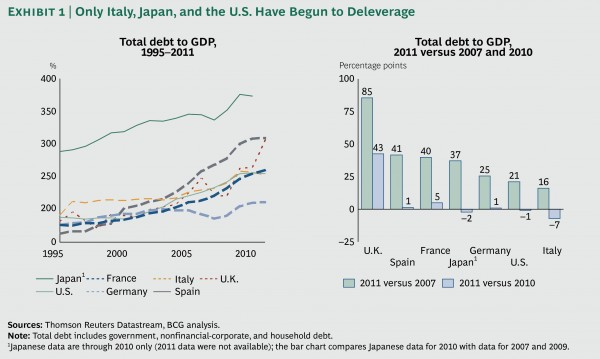 EXHIBIT 1 | Only Italy, Japan, and the U.S. Have Begun to Deleverage
Total debt to GDP,
1995–2011
%
400
350
300
250
200
0
1995
2000
2005
2010
Japan¹
France
Italy
U.K.
U.S.
Germany
Spain
Total debt to GDP,
2011 versus 2007 and 2010
Percentage points
100
75
50
25
0
−25
85
43
41
1
40
5
37
−2
25
1
21
−1
16
−7
U.K.
Spain
France
Japan¹
Germany
U.S.
Italy
2011 versus 2007
2011 versus 2010
Sources: Thomson Reuters Datastream, BCG analysis.
Note: Total debt includes government, nonfinancial-corporate, and household debt.
¹Japanese data are through 2010 only (2011 data were not available); the bar chart compares Japanese data for 2010 with data for 2007 and 2009.